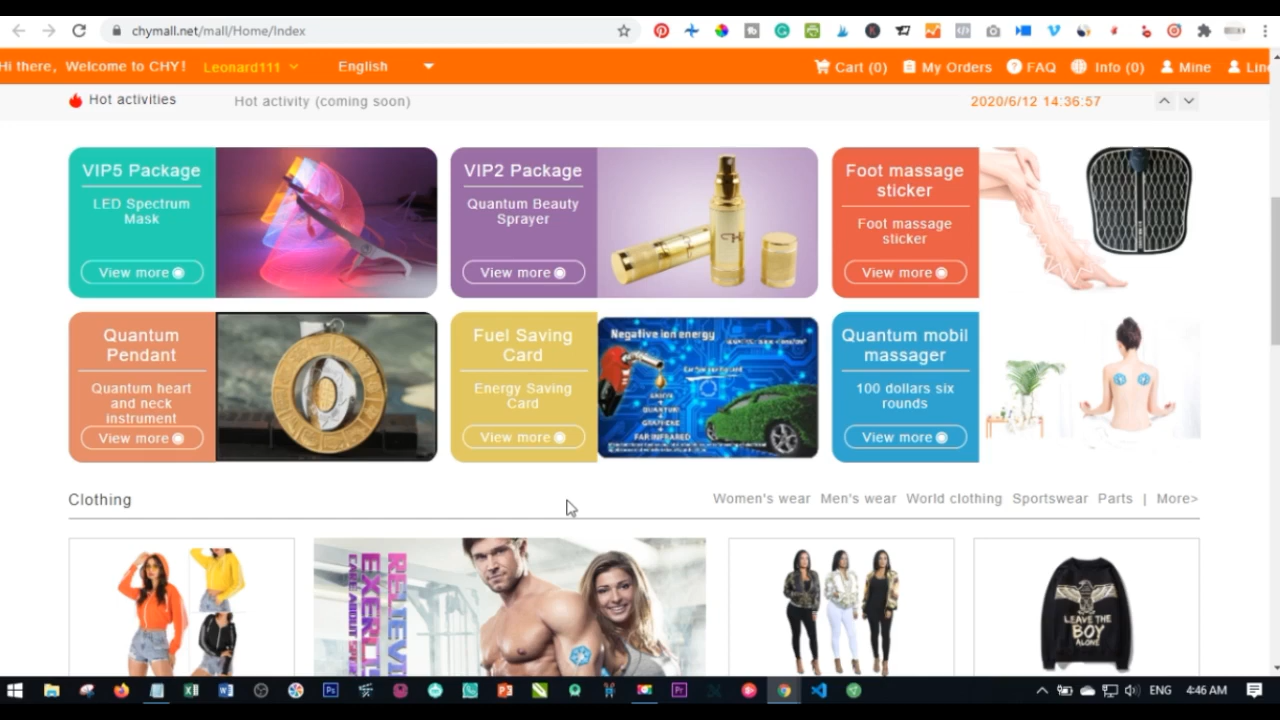 chymall.net/mall/Home/Index
Hi there, Welcome to CHY! Leonard111 English Cart (0) My Orders FAQ Info (0) Mine
Hot activities Hot activity (coming soon) 2020/6/12 14:36:57
VIP5 Package
LED Spectrum
Mask
View more
VIP2 Package
Quantum Beauty
Sprayer
View more
Foot massage
sticker
Foot massage
sticker
View more
Quantum
Pendant
Quantum heart
and neck
instrument
View more
Fuel Saving
Card
Energy Saving
Card
View more
Negative ion energy
QUANTUM
GRAPHENE
FAR INFRARED
Quantum mobil
massager
100 dollars six
rounds
View more
Clothing Women's wear Men's wear World clothing Sportswear Parts | More>
RELIEVE
LEAVE THE
BOY
ALONE
ENG 4:46 AM